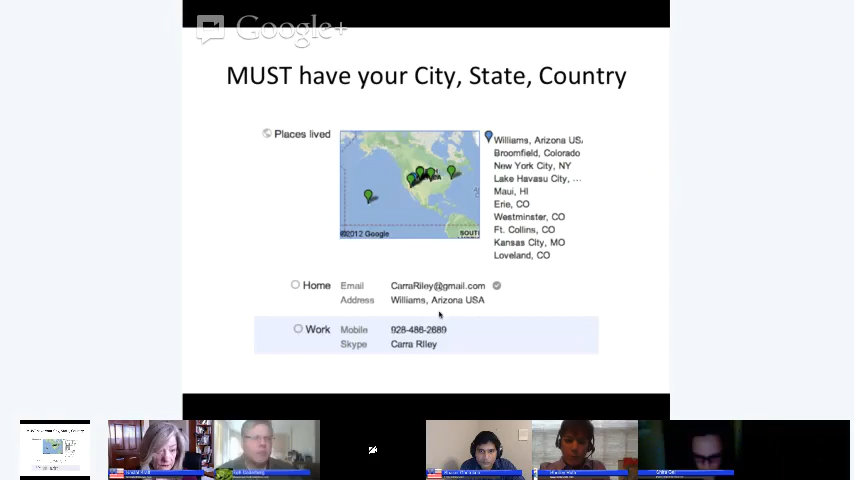 Google+
MUST have your City, State, Country
Places lived
©2012 Google
SOUT
Williams, Arizona USA
Broomfield, Colorado
New York City, NY
Lake Havasu City, ...
Maui, HI
Erie, CO
Westminster, CO
Ft. Collins, CO
Kansas City, MO
Loveland, CO
Home
Email CarraRiley@gmail.com
Address Williams, Arizona USA
Work
Mobile 928-486-2689
Skype Carra RIley